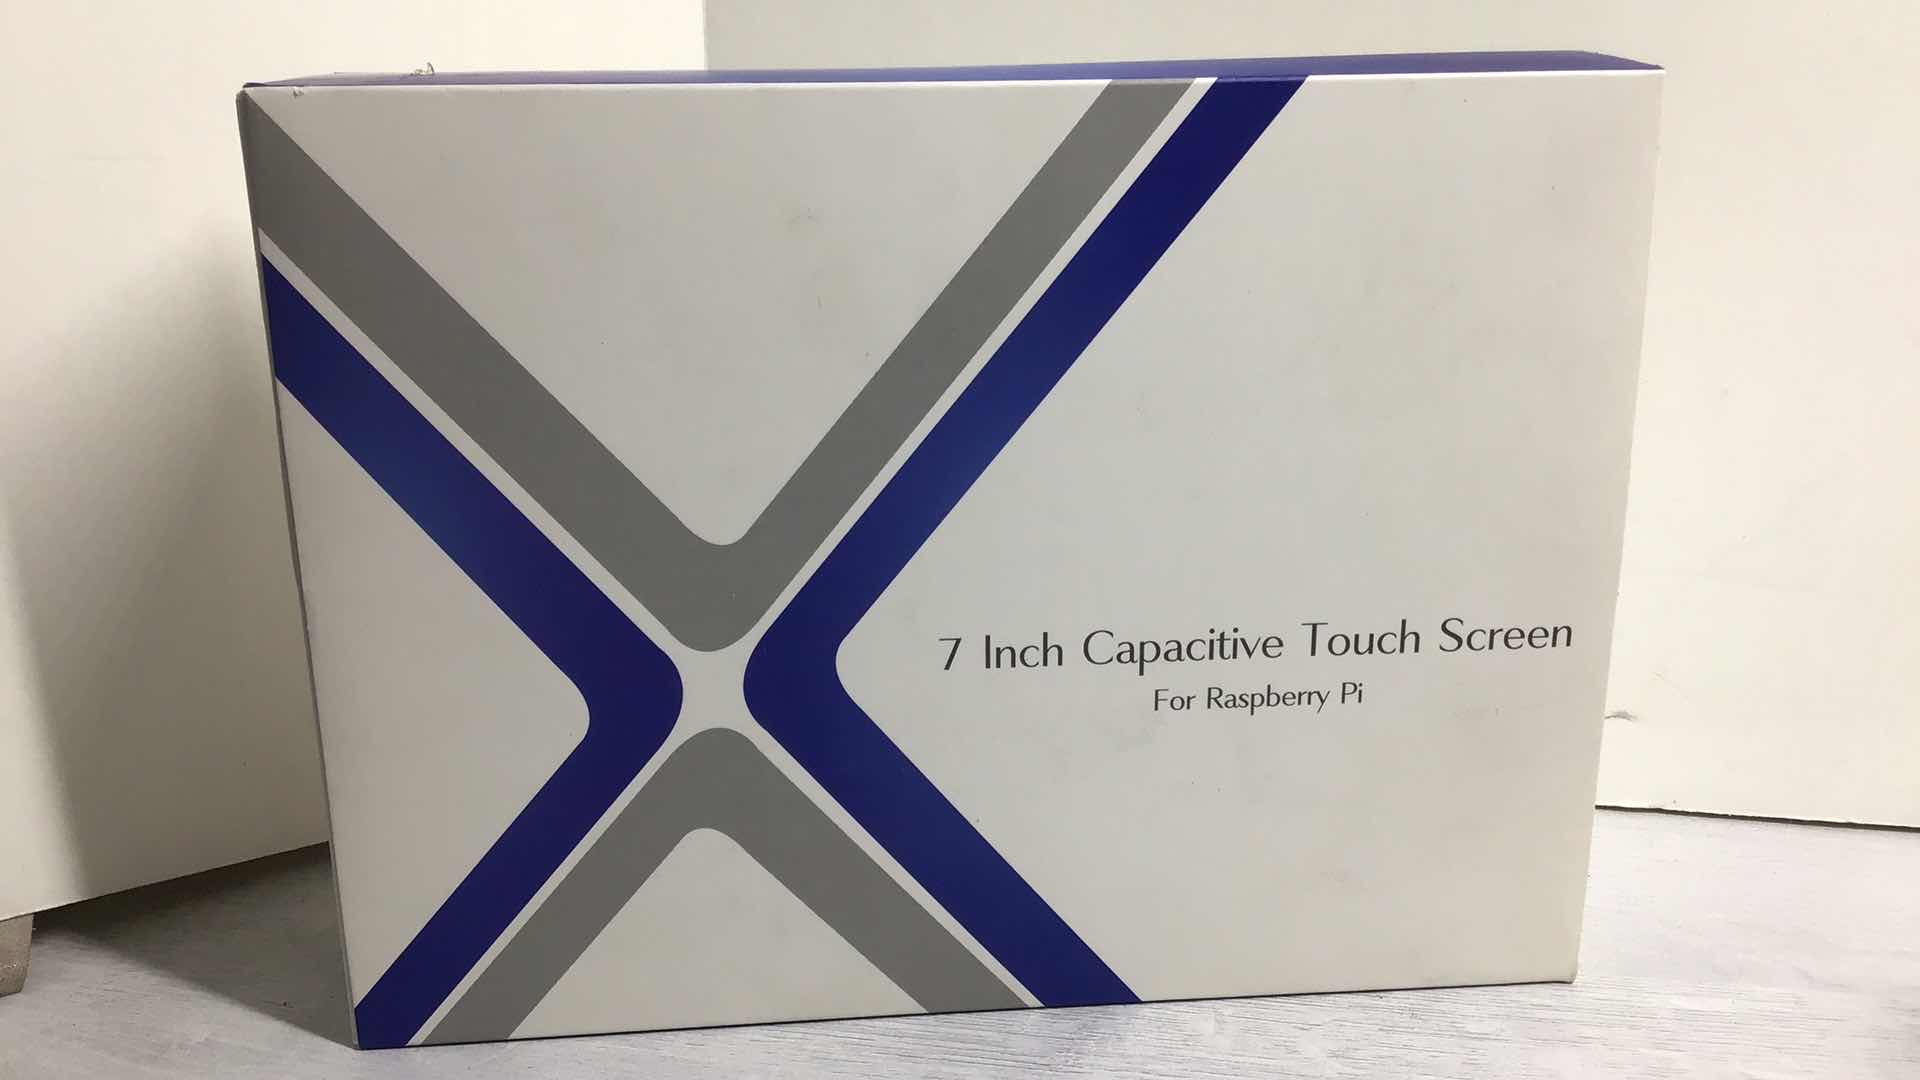 7 Inch Capacitive Touch Screen
For Raspberry Pi